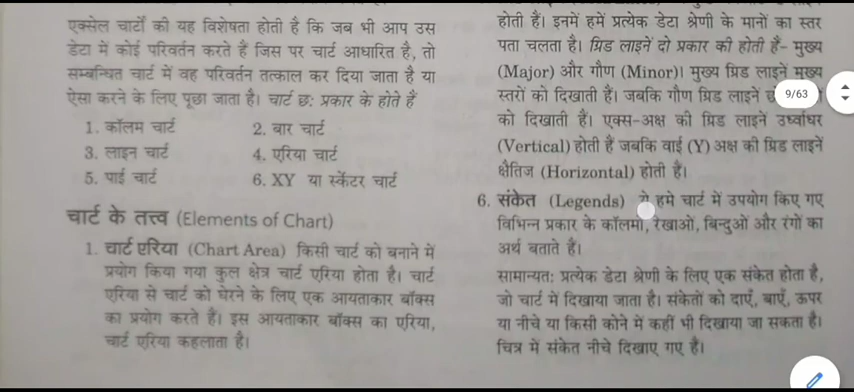 एक्सेल चार्टों की यह विशेषता होती है कि जब भी आप उस
डेटा में कोई परिवर्तन करते हैं जिस पर चार्ट आधारित है, तो
सम्बन्धित चार्ट में वह परिवर्तन तत्काल कर दिया जाता है या
ऐसा करने के लिए पूछा जाता है। चार्ट छ: प्रकार के होते हैं
1. कॉलम चार्ट 2. बार चार्ट
3. लाइन चार्ट 4. एरिया चार्ट
5. पाई चार्ट 6. XY या स्कैटर चार्ट
चार्ट के तत्त्व (Elements of Chart)
1. चार्ट एरिया (Chart Area) किसी चार्ट को बनाने में
प्रयोग किया गया कुल क्षेत्र चार्ट एरिया होता है। चार्ट
एरिया से चार्ट को घेरने के लिए एक आयताकार बॉक्स
का प्रयोग करते हैं। इस आयताकार बॉक्स का एरिया,
चार्ट एरिया कहलाता है।
होती हैं। इनमें हमें प्रत्येक डेटा श्रेणी के मानों का स्तर
पता चलता है। ग्रिड लाइनें दो प्रकार की होती हैं- मुख्य
(Major) और गौण (Minor)। मुख्य ग्रिड लाइनें मुख्य
स्तरों को दिखाती हैं। जबकि गौण ग्रिड लाइनें
9/63
को दिखाती हैं। एक्स-अक्ष की ग्रिड लाइनें उर्ध्वाधर
(Vertical) होती हैं जबकि वाई (Y) अक्ष की ग्रिड लाइनें
क्षैतिज (Horizontal) होती हैं।
6. संकेत (Legends) हमे चार्ट में उपयोग किए गए
विभिन्न प्रकार के कॉलमों, रेखाओं, बिन्दुओं और रंगों का
अर्थ बताते हैं।
सामान्यत: प्रत्येक डेटा श्रेणी के लिए एक संकेत होता है,
जो चार्ट में दिखाया जाता है। संकेतों को दाएँ, बाएँ, ऊपर
या नीचे या किसी कोने में कहीं भी दिखाया जा सकता है।
चित्र में संकेत नीचे दिखाए गए हैं।